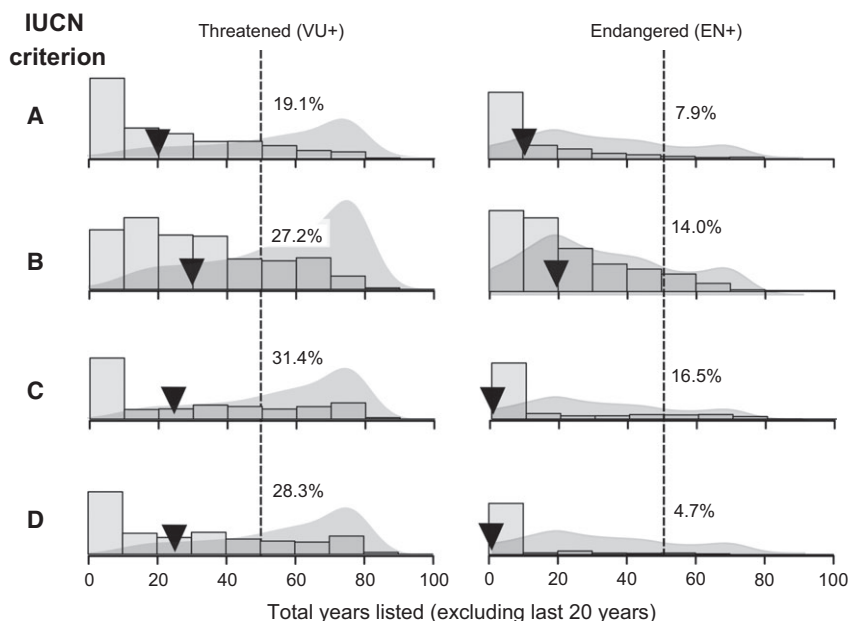 IUCN
criterion
Threatened (VU+)
Endangered (EN+)
A
19.1%
7.9%
B
27.2%
14.0%
C
31.4%
16.5%
D
28.3%
4.7%
0 20 40 60 80 100
0 20 40 60 80 100
Total years listed (excluding last 20 years)